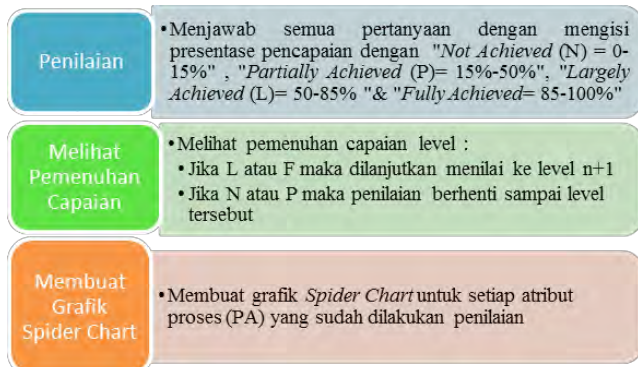 Penilaian
•Menjawab semua pertanyaan dengan mengisi
presentase pencapaian dengan "Not Achieved (N) = 0-
15%" , "Partially Achieved (P)= 15%-50%", "Largely
Achieved (L)= 50-85% "& "Fully Achieved= 85-100%"
Melihat
Pemenuhan
Capaian
•Melihat pemenuhan capaian level :
•Jika L atau F maka dilanjutkan menilai ke level n+1
•Jika N atau P maka penilaian berhenti sampai level
tersebut
Membuat
Grafik
Spider Chart
•Membuat grafik Spider Chart untuk setiap atribut
proses (PA) yang sudah dilakukan penilaian